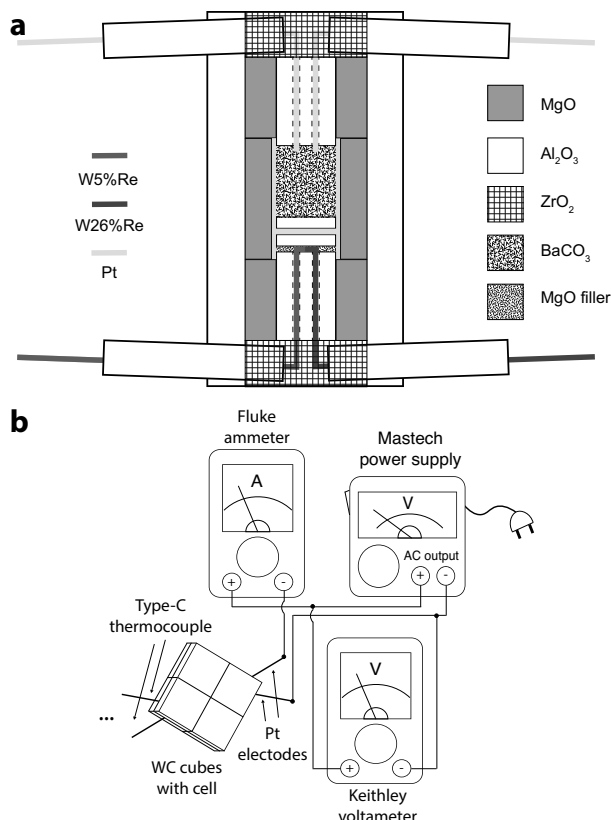 a
W5%Re
W26%Re
Pt
MgO
Al2O3
ZrO2
BaCO3
MgO filler
b
Fluke
ammeter
A
+
-
Mastech
power supply
V
AC output
+
-
Type-C
thermocouple
...
WC cubes
with cell
Pt
electodes
V
+
-
Keithley
voltameter